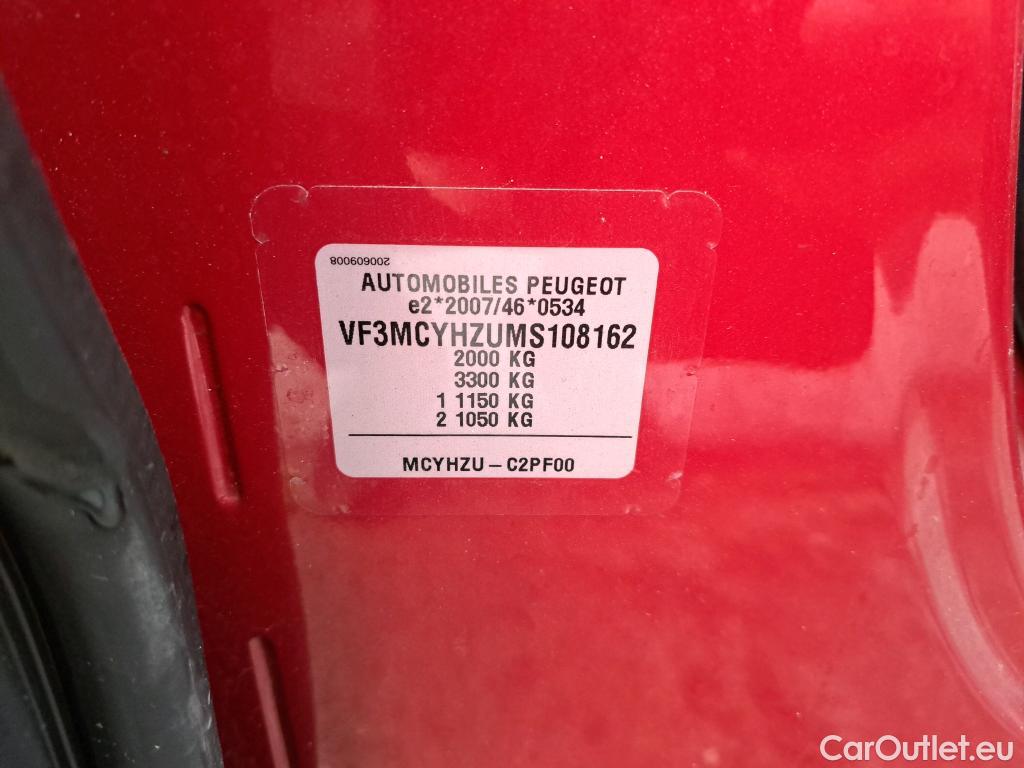 200609008
AUTOMOBILES PEUGEOT
e2*2007/46*0534
VF3MCYHZUMS108162
2000 KG
3300 KG
1 1150 KG
2 1050 KG
MCYHZU – C2PF00
CarOutlet.eu